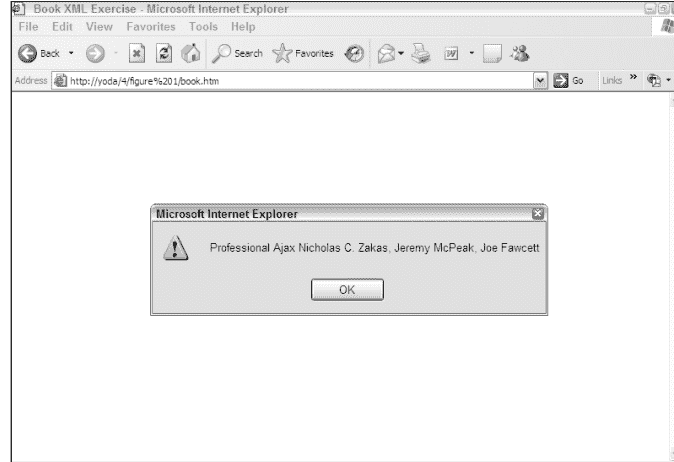 Book XML Exercise - Microsoft Internet Explorer
File Edit View Favorites Tools Help
Back Search Favorites
Address http://yoda/4/figure%201/book.htm Go Links »
Microsoft Internet Explorer
Professional Ajax Nicholas C. Zakas, Jeremy McPeak, Joe Fawcett
OK